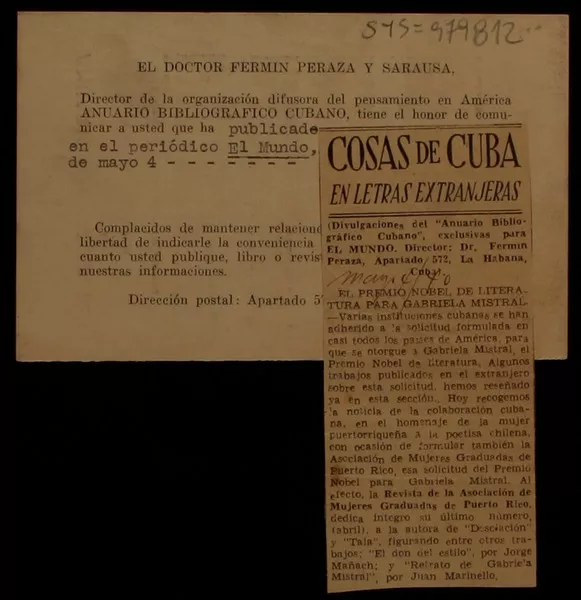 SYS=979812
EL DOCTOR FERMIN PERAZA Y SARAUSA,
Director de la organización difusora del pensamiento en América
ANUARIO BIBLIOGRAFICO CUBANO, tiene el honor de comu-
nicar a usted que ha publicado
en el periódico El Mundo,
de mayo 4 - - - - - - -
Complacidos de mantener relacione
libertad de indicarle la conveniencia
cuanto usted publique, libro o revis
nuestras informaciones.
Dirección postal: Apartado 5
COSAS DE CUBA
EN LETRAS EXTRANJERAS
(Divulgaciones del "Anuario Biblio-
gráfico Cubano", exclusivas para
EL MUNDO. Director: Dr. Fermín
Peraza, Apartado 572, La Habana,
Cuba).
mayo 4/40
EL PREMIO NOBEL DE LITERA-
TURA PARA GABRIELA MISTRAL.
—Varias instituciones cubanas se han
adherido a la solicitud formulada en
casi todos los países de América, para
que se otorgue a Gabriela Mistral, el
Premio Nobel de literatura. Algunos
trabajos publicados en el extranjero
sobre esta solicitud, hemos reseñado
ya en esta sección. Hoy recogemos
la noticia de la colaboración cuba-
na, en el homenaje de la mujer
puertorriqueña a la poetisa chilena,
con ocasión de formular también la
Asociación de Mujeres Graduadas de
Puerto Rico, esa solicitud del Premio
Nobel para Gabriela Mistral. Al
efecto, la Revista de la Asociación de
Mujeres Graduadas de Puerto Rico,
dedica íntegro su último número,
(abril), a la autora de "Desolación"
y "Tala", figurando entre otros tra-
bajos: "El don del estilo", por Jorge
Mañach; y "Retrato de Gabriela
Mistral", por Juan Marinello.